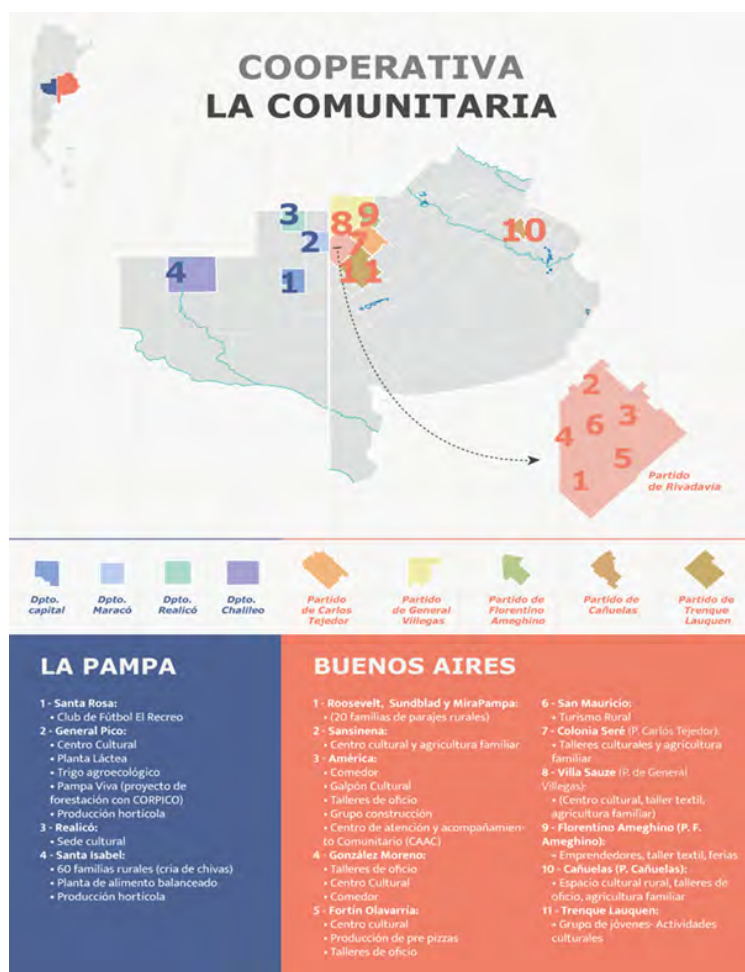 COOPERATIVA
LA COMUNITARIA
3
2
4
1
8
9
7
11
10
2
3
6
4
5
1
Partido
de Rivadavia
Dpto.
capital
Dpto.
Maracó
Dpto.
Realicó
Dpto.
Chalileo
Partido
de Carlos
Tejedor
Partido
de General
Villegas
Partido de
Florentino
Ameghino
Partido
de Cañuelas
Partido de
Trenque
Lauquen
LA PAMPA
1 - Santa Rosa:
• Club de Fútbol El Recreo
2 - General Pico:
• Centro Cultural
• Planta Láctea
• Trigo agroecológico
• Pampa Viva (proyecto de
forestación con CORPICO)
• Producción hortícola
3 - Realicó:
• Sede cultural
4 - Santa Isabel:
• 60 familias rurales (cria de chivas)
• Planta de alimento balanceado
• Producción hortícola
BUENOS AIRES
1 - Roosevelt, Sundblad y MiraPampa:
• (20 familias de parajes rurales)
2 - Sansinena:
• Centro cultural y agricultura familiar
3 - América:
• Comedor
• Galpón Cultural
• Talleres de oficio
• Grupo construcción
• Centro de atención y acompañamien-
to Comunitario (CAAC)
4 - González Moreno:
• Talleres de oficio
• Centro Cultural
• Comedor
5 - Fortín Olavarría:
• Centro cultural
• Producción de pre pizzas
• Talleres de oficio
6 - San Mauricio:
• Turismo Rural
7 - Colonia Seré (P. Carlos Tejedor):
• Talleres culturales y agricultura
familiar
8 - Villa Sauze (P. de General
Villegas):
• (Centro cultural, taller textil,
agricultura familiar)
9 - Florentino Ameghino (P. F.
Ameghino):
• Emprendedores, taller textil, ferias
10 - Cañuelas (P. Cañuelas):
• Espacio cultural rural, talleres de
oficio, agricultura familiar
11 - Trenque Lauquen:
• Grupo de jóvenes- Actividades
culturales